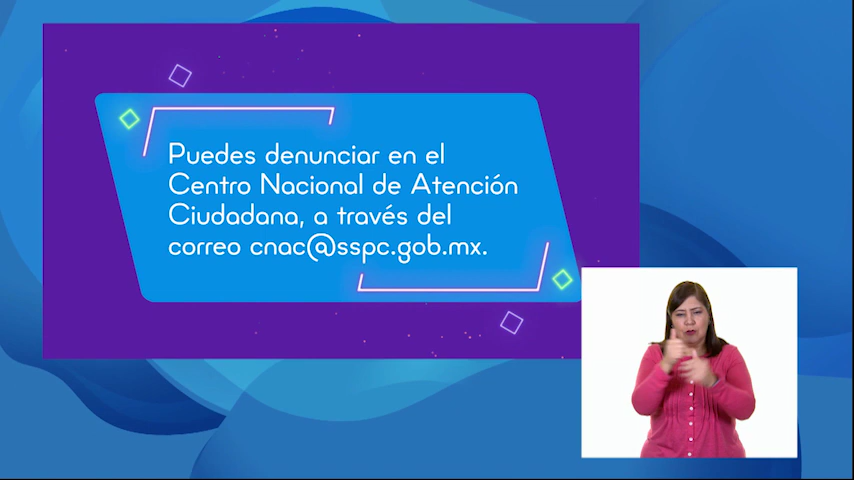 Puedes denunciar en el
Centro Nacional de Atención
Ciudadana, a través del
correo cnac@sspc.gob.mx.